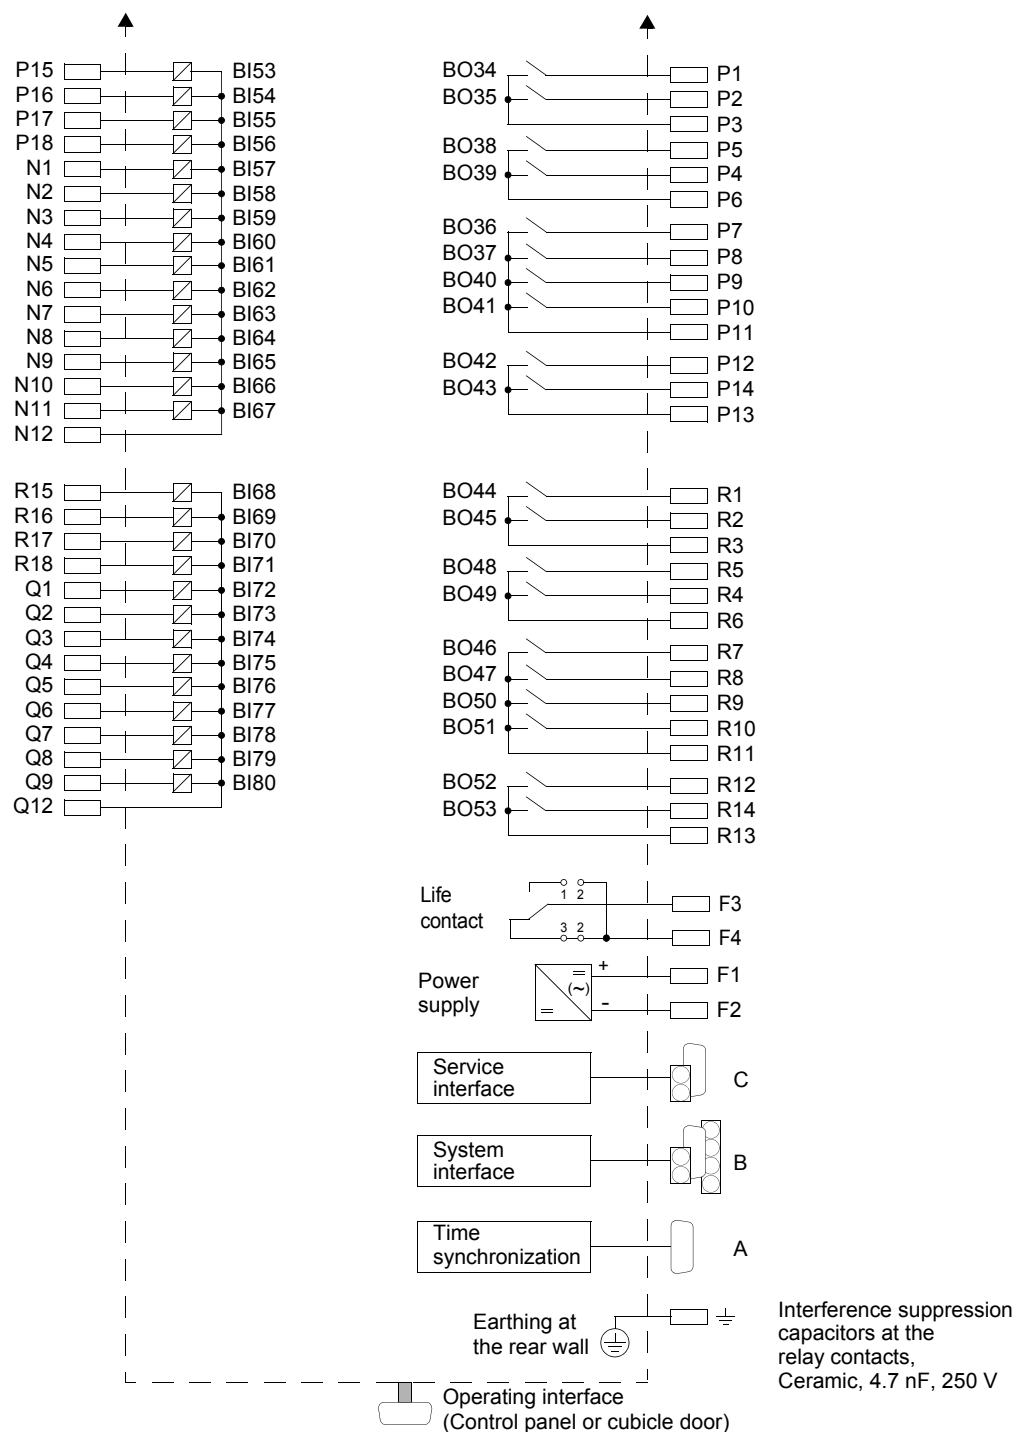 P15 BI53 BO34 P1
P16 BI54 BO35 P2
P17 BI55 P3
P18 BI56 BO38 P5
N1 BI57 BO39 P4
N2 BI58 P6
N3 BI59 BO36 P7
N4 BI60 BO37 P8
N5 BI61 BO40 P9
N6 BI62 BO41 P10
N7 BI63 P11
N8 BI64 BO42 P12
N9 BI65 BO43 P14
N10 BI66 P13
N11 BI67
N12
R15 BI68 BO44 R1
R16 BI69 BO45 R2
R17 BI70 R3
R18 BI71 BO48 R5
Q1 BI72 BO49 R4
Q2 BI73 R6
Q3 BI74 BO46 R7
Q4 BI75 BO47 R8
Q5 BI76 BO50 R9
Q6 BI77 BO51 R10
Q7 BI78 R11
Q8 BI79 BO52 R12
Q9 BI80 BO53 R14
Q12 R13
Life
contact
1 2
3 2
F3
F4
Power
supply
+
(~)
-
F1
F2
Service
interface
C
System
interface
B
Time
synchronization
A
Earthing at
the rear wall
Interference suppression
capacitors at the
relay contacts,
Ceramic, 4.7 nF, 250 V
Operating interface
(Control panel or cubicle door)